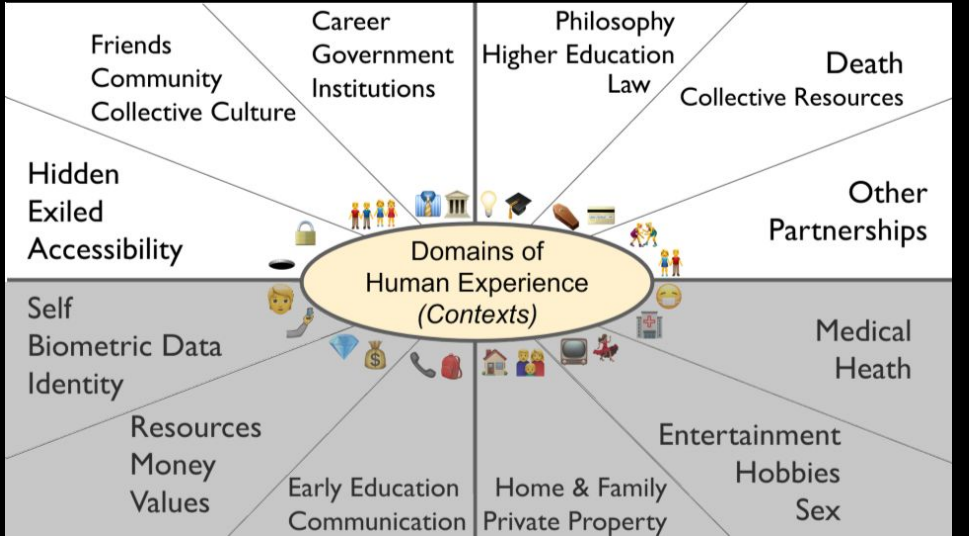 Friends
Community
Collective Culture
Career
Government
Institutions
Philosophy
Higher Education
Law
Death
Collective Resources
Hidden
Exiled
Accessibility
Other
Partnerships
Domains of
Human Experience
(Contexts)
Self
Biometric Data
Identity
Medical
Heath
Resources
Money
Values
Early Education
Communication
Home & Family
Private Property
Entertainment
Hobbies
Sex